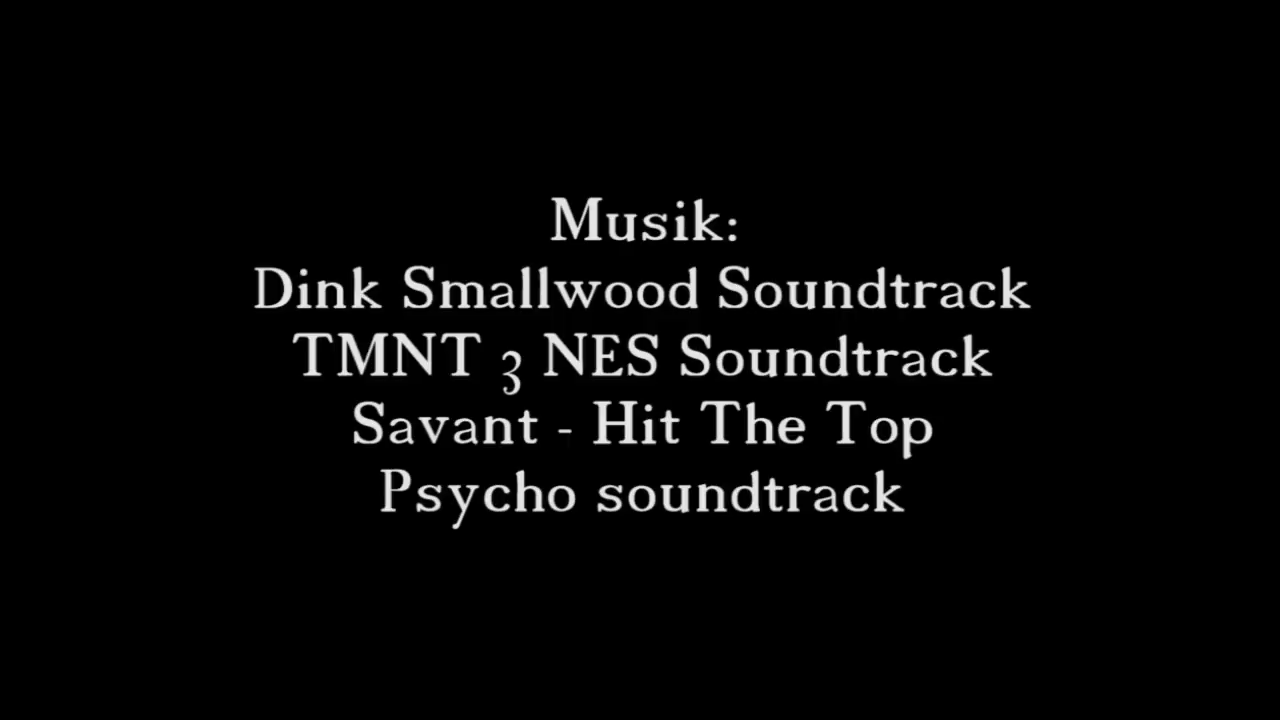 Musik:
Dink Smallwood Soundtrack
TMNT 3 NES Soundtrack
Savant - Hit The Top
Psycho soundtrack